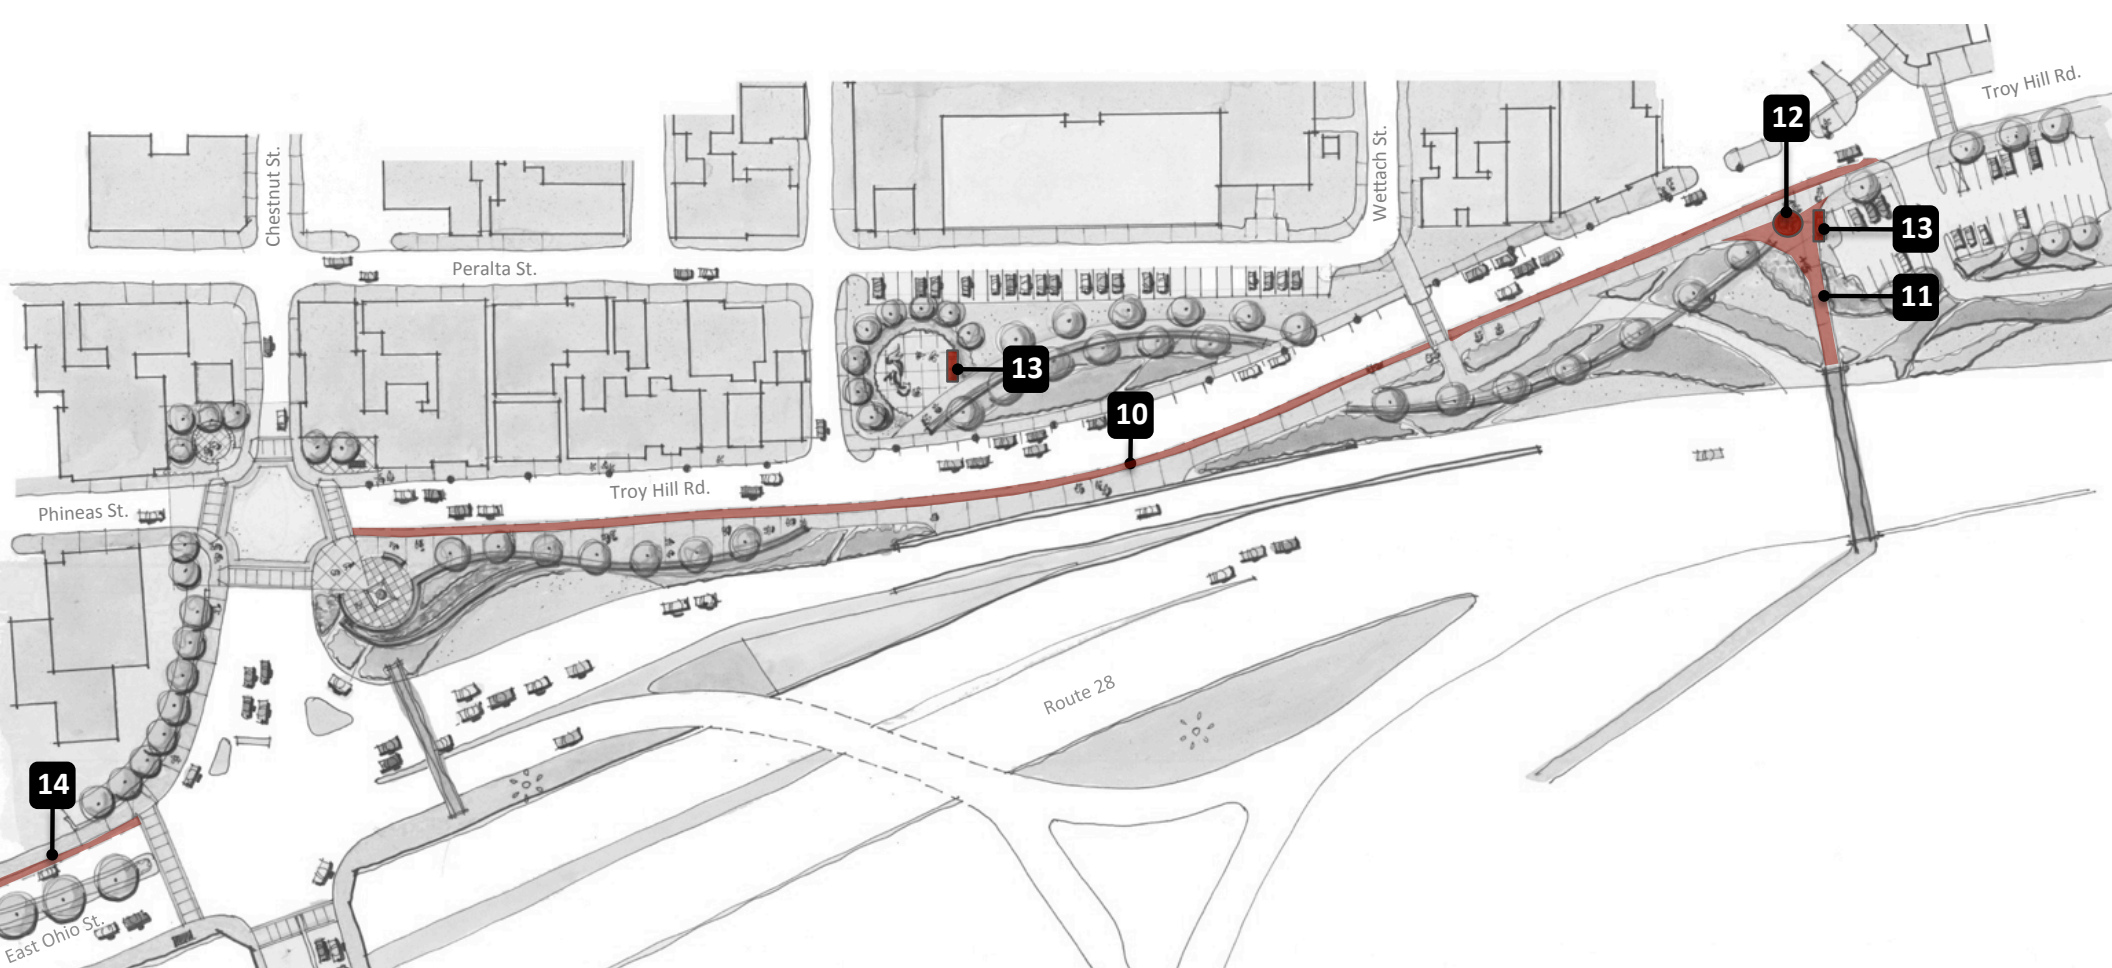 Troy Hill Rd.
12
Chestnut St.
Wettach St.
13
Peralta St.
11
13
10
Troy Hill Rd.
Phineas St.
Route 28
14
East Ohio St.